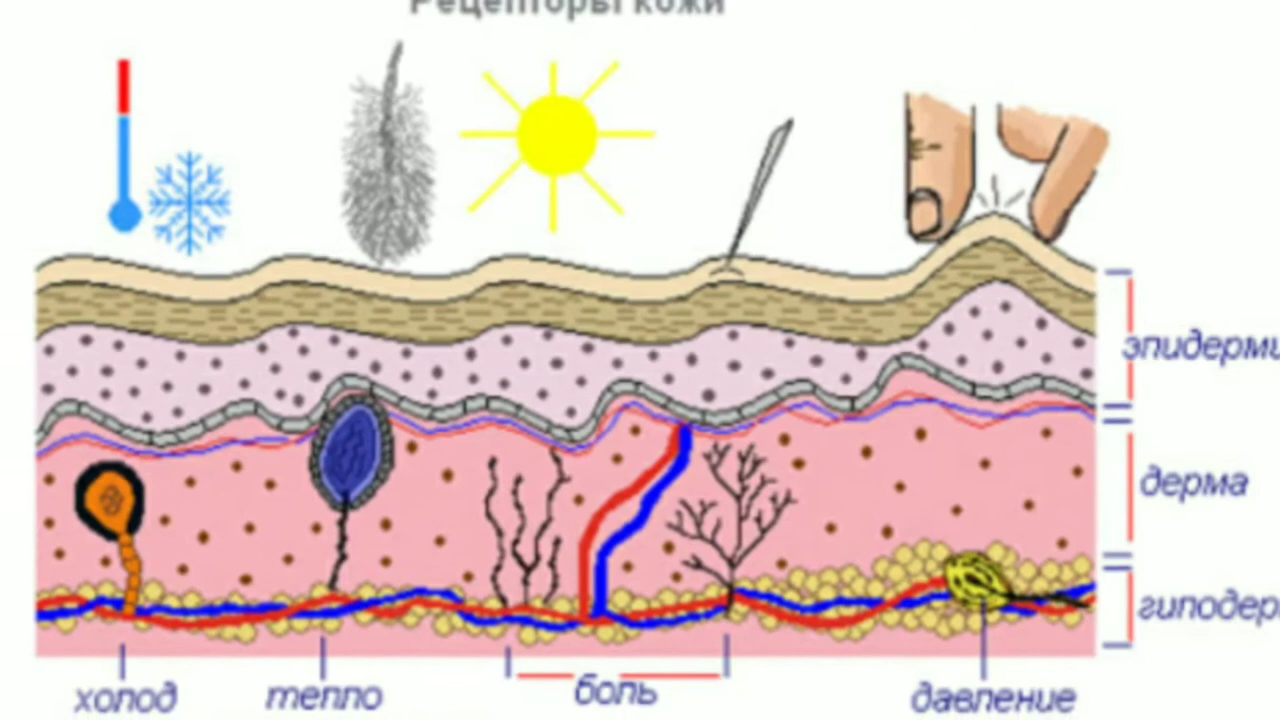 Рецепторы кожи
эпидерми
дерма
гиподер
холод
тепло
боль
давление